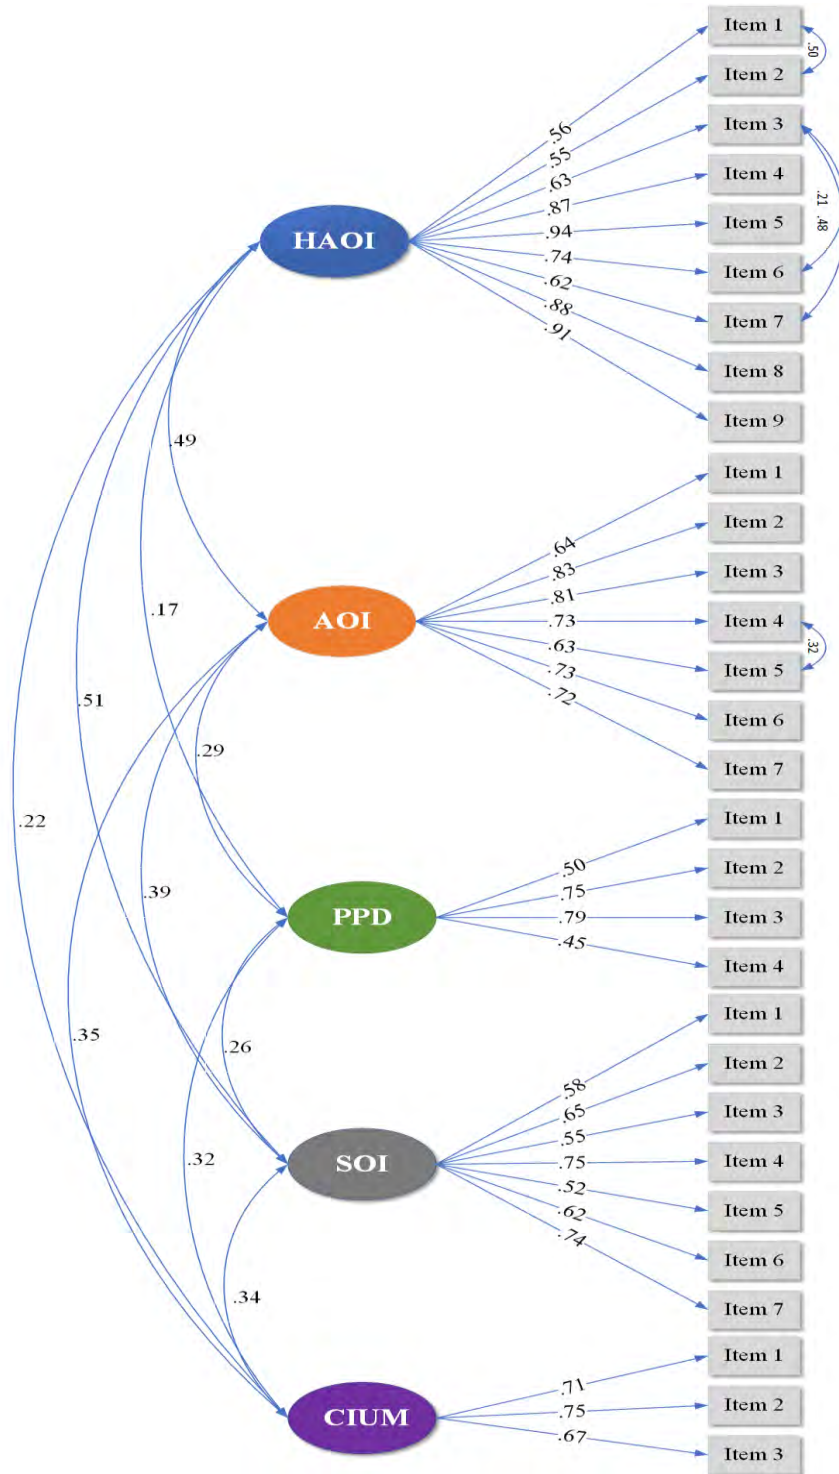 Item 1
.50
Item 2
.56
.55
Item 3
.63
Item 4
.87
.21 .48
HAOI
.94
Item 5
.74
Item 6
.62
.88
Item 7
.91
Item 8
Item 9
.49
Item 1
Item 2
.64
.83
Item 3
.17
.81
AOI
.73
Item 4
.32
.63
Item 5
.73
.72
Item 6
.51
.29
Item 7
.22
Item 1
.50
Item 2
.39
.75
PPD
.79
Item 3
.45
Item 4
Item 1
.35
.26
Item 2
.58
.65
Item 3
.55
SOI
.75
Item 4
.32
.52
Item 5
.62
.74
Item 6
.34
Item 7
Item 1
.71
CIUM
.75
Item 2
.67
Item 3